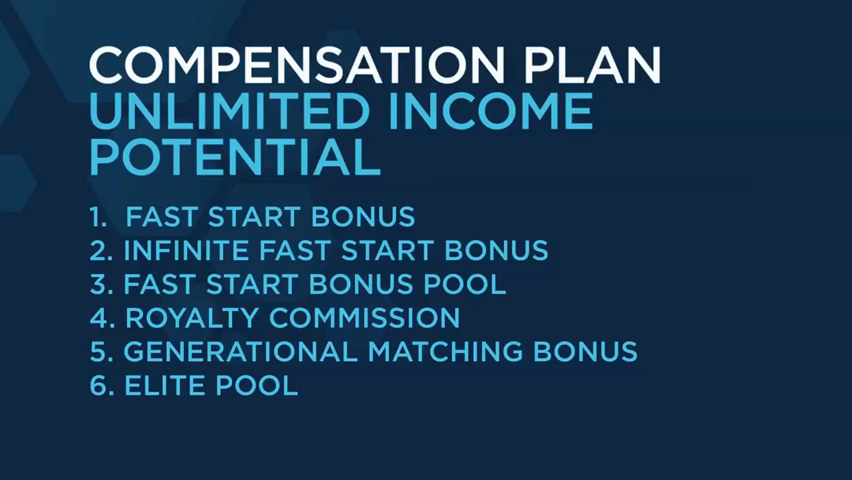 COMPENSATION PLAN
UNLIMITED INCOME
POTENTIAL
1. FAST START BONUS
2. INFINITE FAST START BONUS
3. FAST START BONUS POOL
4. ROYALTY COMMISSION
5. GENERATIONAL MATCHING BONUS
6. ELITE POOL